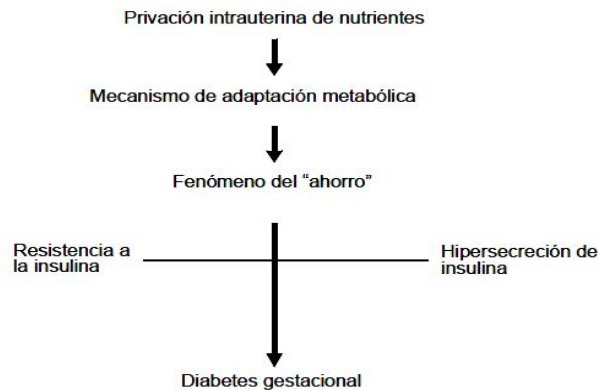 Privación intrauterina de nutrientes
Mecanismo de adaptación metabólica
Fenómeno del “ahorro”
Resistencia a
la insulina
Hipersecreción de
insulina
Diabetes gestacional